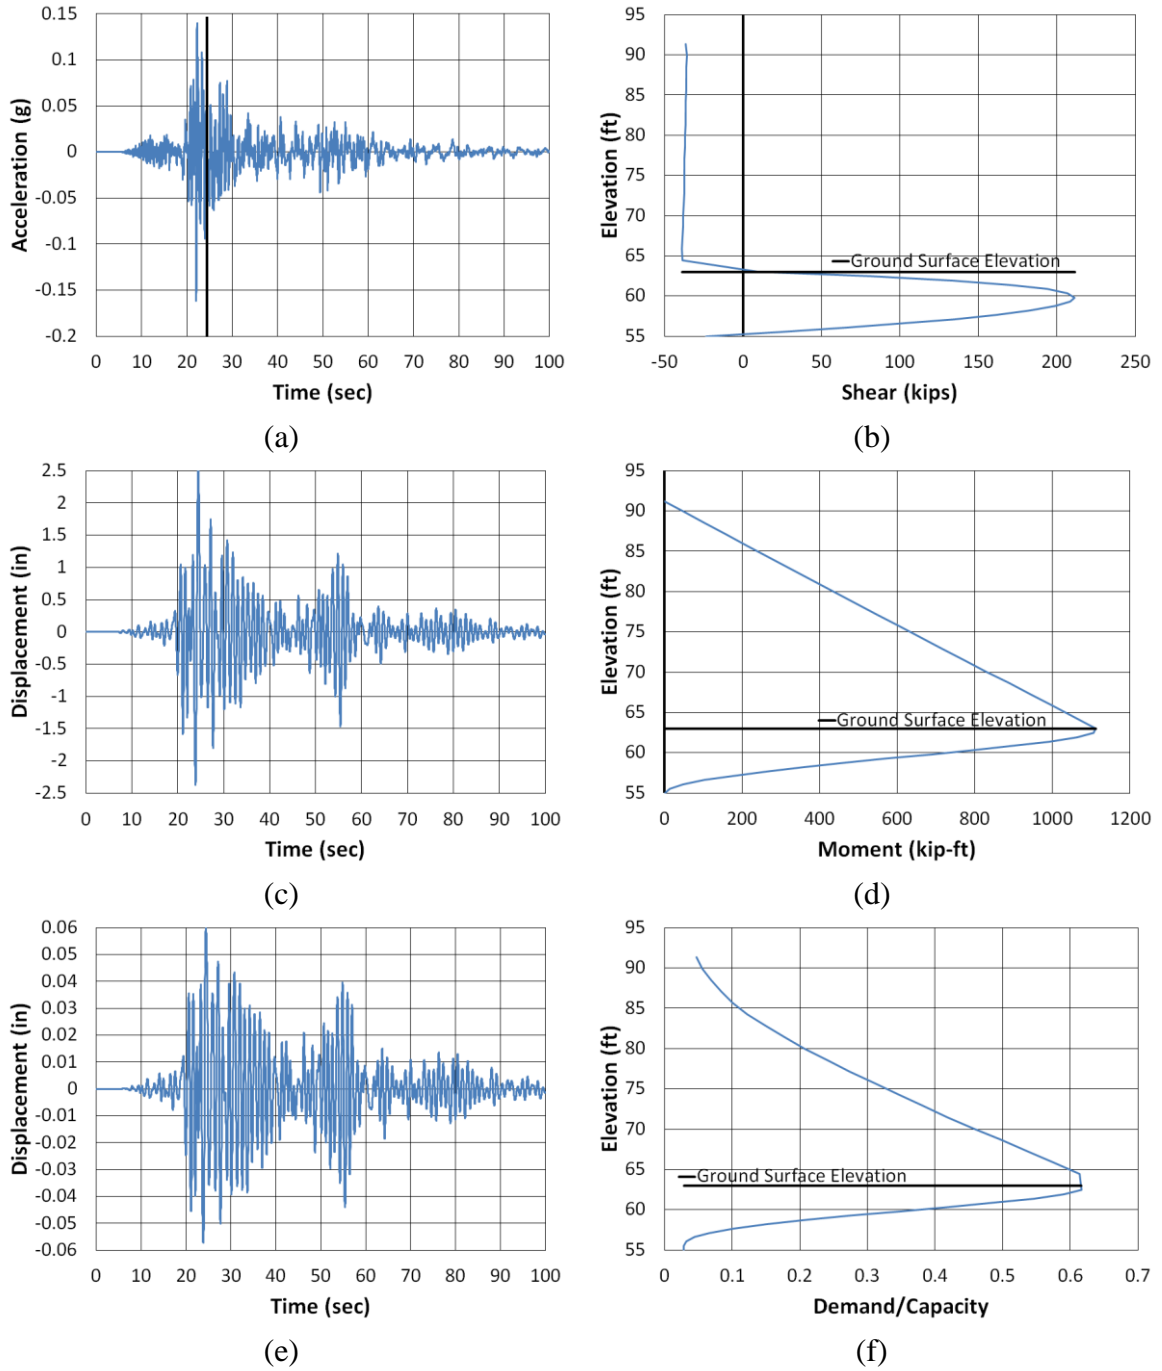 0.15
0.1
0.05
0
-0.05
-0.1
-0.15
-0.2
Acceleration (g)
0 10 20 30 40 50 60 70 80 90 100
Time (sec)
(a)
95
90
85
80
75
70
65
60
55
Elevation (ft)
Ground Surface Elevation
-50 0 50 100 150 200 250
Shear (kips)
(b)
2.5
2
1.5
1
0.5
0
-0.5
-1
-1.5
-2
-2.5
Displacement (in)
0 10 20 30 40 50 60 70 80 90 100
Time (sec)
(c)
95
90
85
80
75
70
65
60
55
Elevation (ft)
Ground Surface Elevation
0 200 400 600 800 1000 1200
Moment (kip-ft)
(d)
0.06
0.05
0.04
0.03
0.02
0.01
0
-0.01
-0.02
-0.03
-0.04
-0.05
-0.06
Displacement (in)
0 10 20 30 40 50 60 70 80 90 100
Time (sec)
(e)
95
90
85
80
75
70
65
60
55
Elevation (ft)
Ground Surface Elevation
0 0.1 0.2 0.3 0.4 0.5 0.6 0.7
Demand/Capacity
(f)